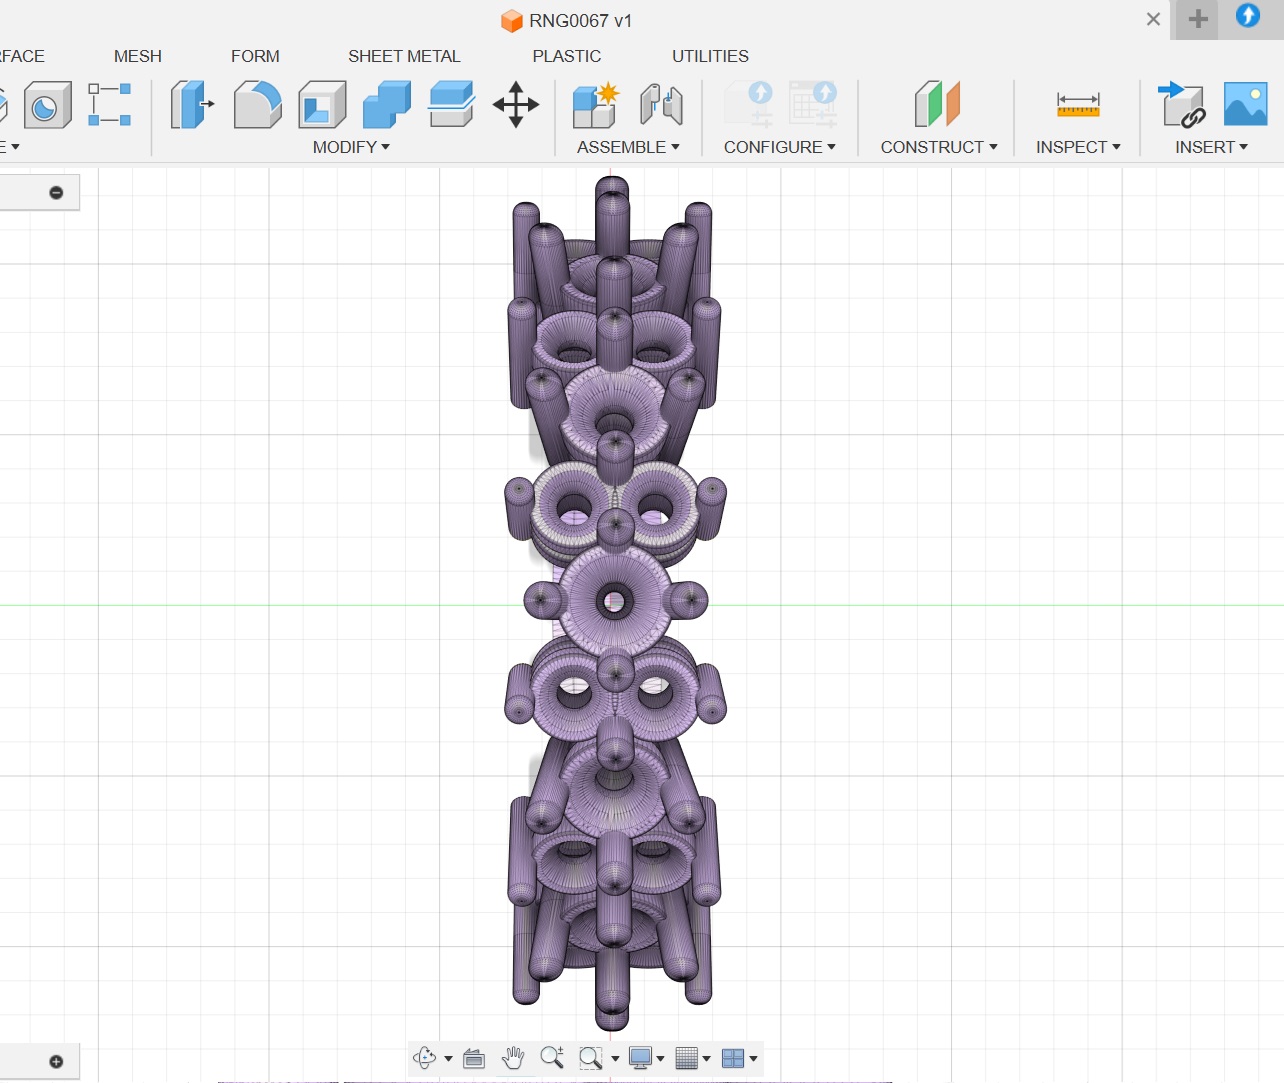 RNG0067 v1
RFACE
MESH
FORM
SHEET METAL
PLASTIC
UTILITIES
E
MODIFY
ASSEMBLE
CONFIGURE
CONSTRUCT
INSPECT
INSERT